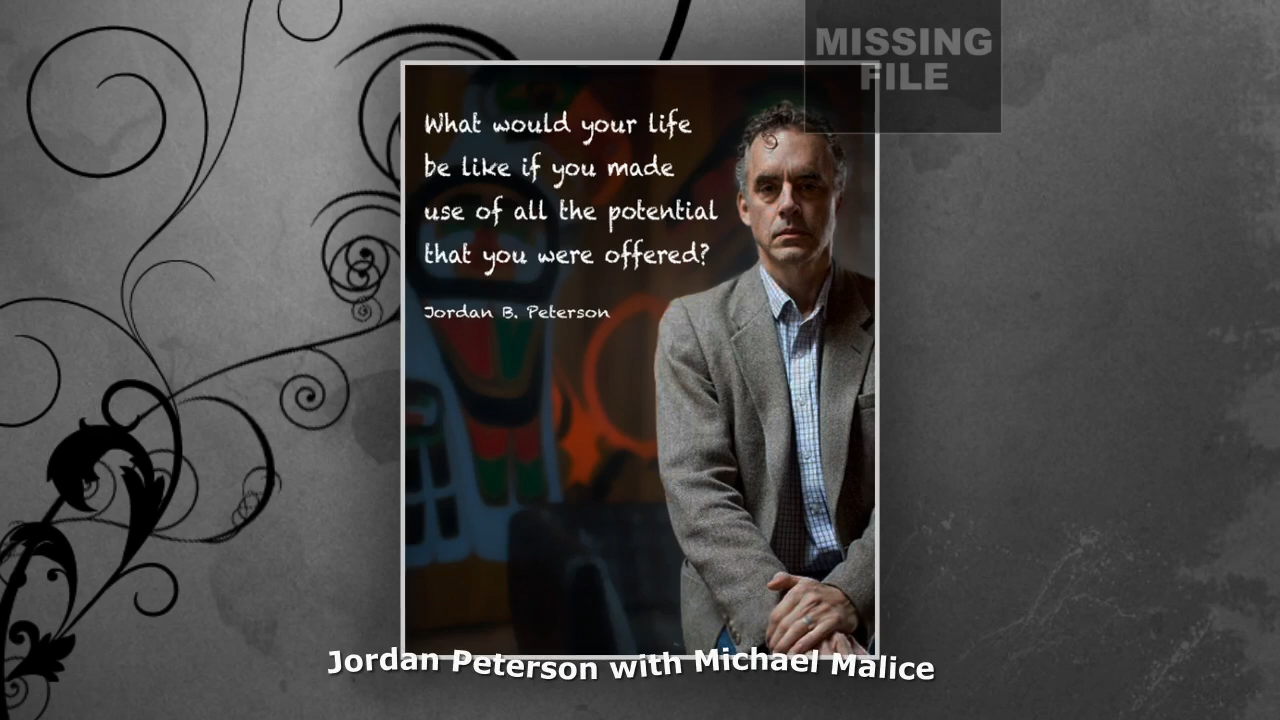 MISSING
FILE
What would your life
be like if you made
use of all the potential
that you were offered?
Jordan B. Peterson
Jordan Peterson with Michael Malice